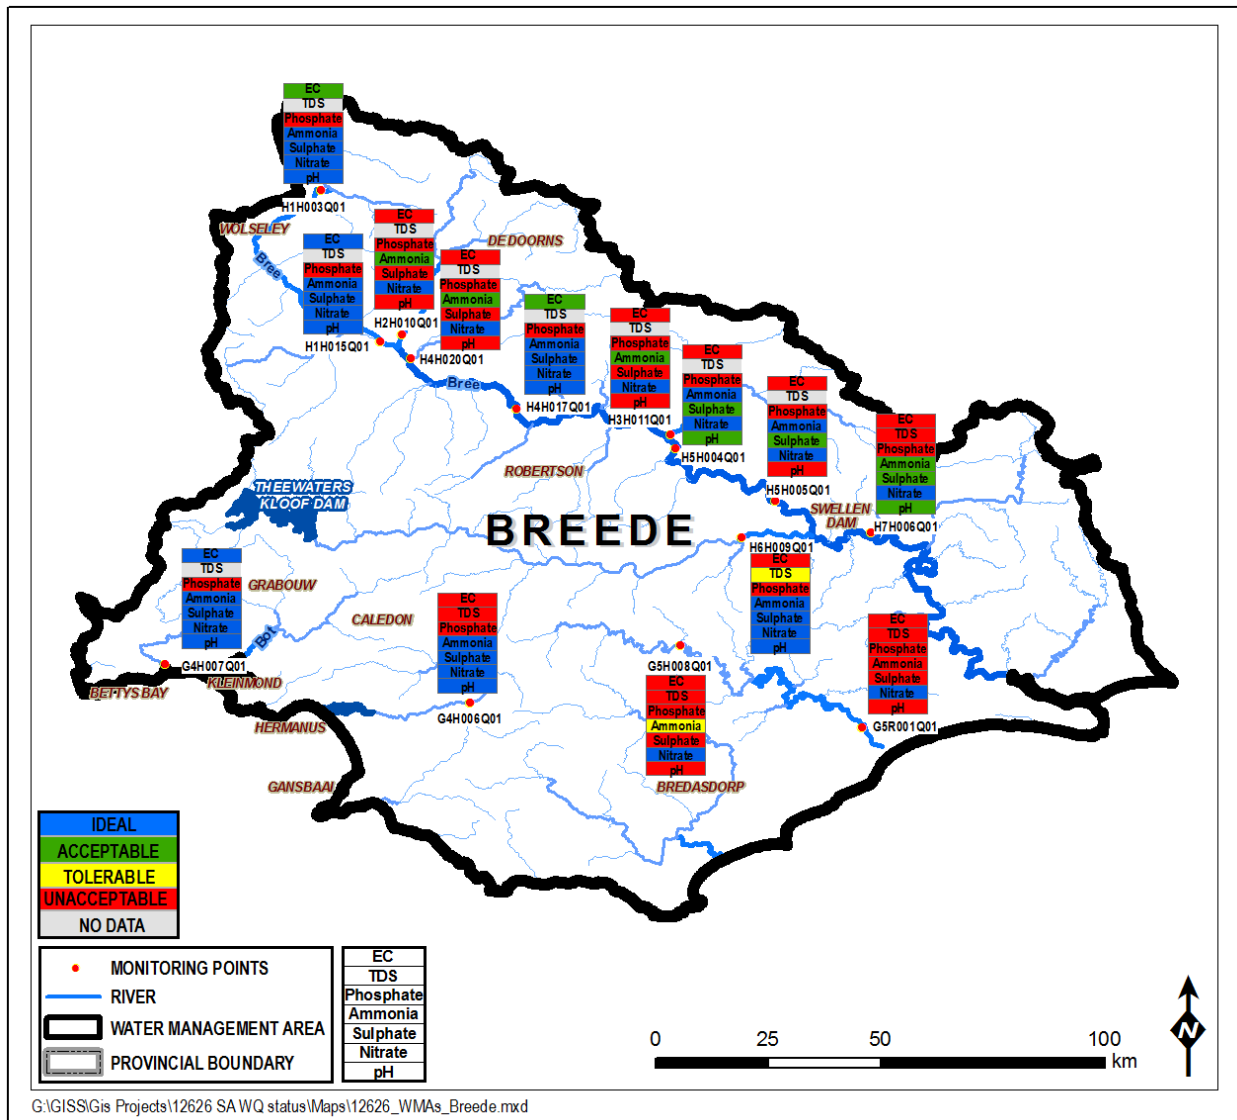 EC
TDS
Phosphate
Ammonia
Sulphate
Nitrate
pH
H1H003Q01
WOLSELEY
Bree
EC
TDS
Phosphate
Ammonia
Sulphate
Nitrate
pH
H1H015Q01
EC
TDS
Phosphate
Ammonia
Sulphate
Nitrate
pH
H2H010Q01
DE DOORNS
EC
TDS
Phosphate
Ammonia
Sulphate
Nitrate
pH
H4H020Q01
Bree
EC
TDS
Phosphate
Ammonia
Sulphate
Nitrate
pH
H4H017Q01
EC
TDS
Phosphate
Ammonia
Sulphate
Nitrate
pH
H3H011Q01
EC
TDS
Phosphate
Ammonia
Sulphate
Nitrate
pH
H5H004Q01
EC
TDS
Phosphate
Ammonia
Sulphate
Nitrate
pH
H5H005Q01
EC
TDS
Phosphate
Ammonia
Sulphate
Nitrate
pH
H7H006Q01
ROBERTSON
THEEWATERS
KLOOF DAM
SWELLEN
DAM
BREEDE
H6H009Q01
EC
TDS
Phosphate
Ammonia
Sulphate
Nitrate
pH
EC
TDS
Phosphate
Ammonia
Sulphate
Nitrate
pH
G4H007Q01
GRABOUW
Bot
CALEDON
EC
TDS
Phosphate
Ammonia
Sulphate
Nitrate
pH
G4H006Q01
G5H008Q01
EC
TDS
Phosphate
Ammonia
Sulphate
Nitrate
pH
EC
TDS
Phosphate
Ammonia
Sulphate
Nitrate
pH
G5R001Q01
BETTYS BAY
KLEINMOND
HERMANUS
GANSBAAI
BREDASDORP
IDEAL
ACCEPTABLE
TOLERABLE
UNACCEPTABLE
NO DATA
MONITORING POINTS
RIVER
WATER MANAGEMENT AREA
PROVINCIAL BOUNDARY
EC
TDS
Phosphate
Ammonia
Sulphate
Nitrate
pH
0 25 50 100
km
N
G:\GISS\Gis Projects\12626 SA WQ status\Maps\12626_WMAs_Breede.mxd